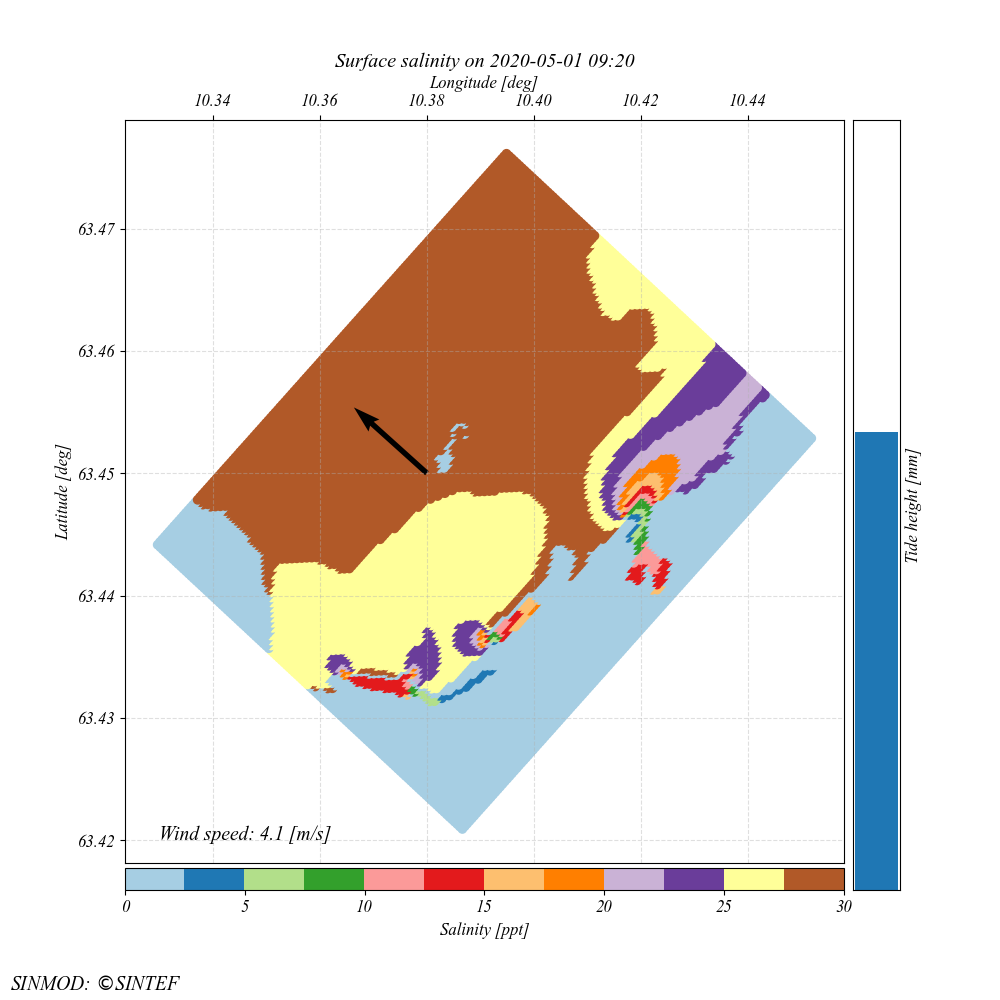 Surface salinity on 2020-05-01 09:20
Longitude [deg]
10.34 10.36 10.38 10.40 10.42 10.44
63.47
63.46
63.45
63.44
63.43
63.42
Latitude [deg]
Tide height [mm]
Wind speed: 4.1 [m/s]
0 5 10 15 20 25 30
Salinity [ppt]
SINMOD: ©SINTEF